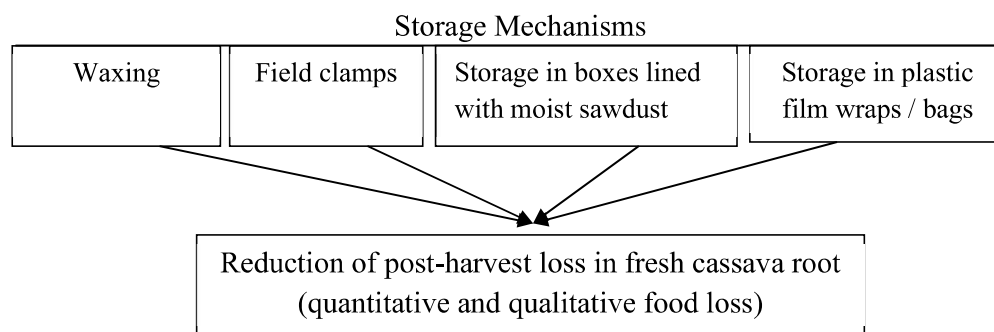 Storage Mechanisms
Waxing
Field clamps
Storage in boxes lined
with moist sawdust
Storage in plastic
film wraps / bags
Reduction of post-harvest loss in fresh cassava root
(quantitative and qualitative food loss)